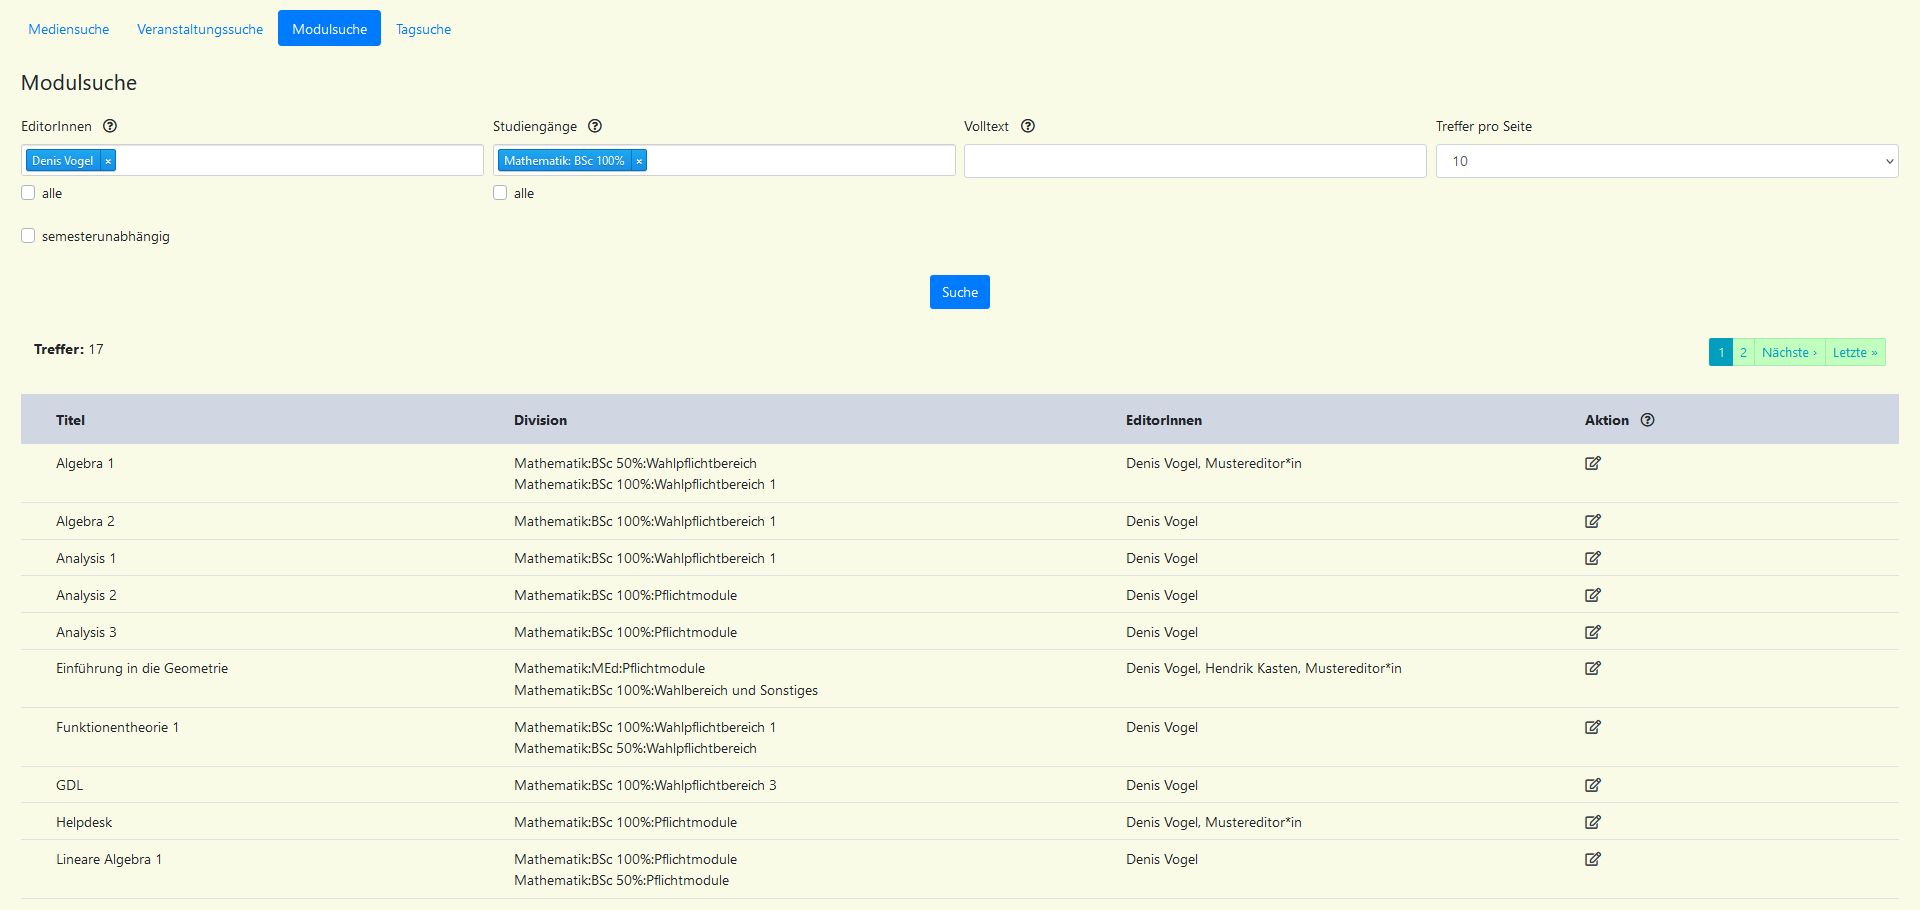 Mediensuche Veranstaltungssuche Modulsuche Tagsuche
Modulsuche
EditorInnen Studiengänge Volltext Treffer pro Seite
Denis Vogel × Mathematik: BSc 100% × 10
alle alle
semesterunabhängig
Suche
Treffer: 17 1 2 Nächste › Letzte »
Titel Division EditorInnen Aktion
Algebra 1 Mathematik:BSc 50%:Wahlpflichtbereich Denis Vogel, Mustereditor*in
Mathematik:BSc 100%:Wahlpflichtbereich 1
Algebra 2 Mathematik:BSc 100%:Wahlpflichtbereich 1 Denis Vogel
Analysis 1 Mathematik:BSc 100%:Wahlpflichtbereich 1 Denis Vogel
Analysis 2 Mathematik:BSc 100%:Pflichtmodule Denis Vogel
Analysis 3 Mathematik:BSc 100%:Pflichtmodule Denis Vogel
Einführung in die Geometrie Mathematik:MEd:Pflichtmodule Denis Vogel, Hendrik Kasten, Mustereditor*in
Mathematik:BSc 100%:Wahlbereich und Sonstiges
Funktionentheorie 1 Mathematik:BSc 100%:Wahlpflichtbereich 1 Denis Vogel
Mathematik:BSc 50%:Wahlpflichtbereich
GDL Mathematik:BSc 100%:Wahlpflichtbereich 3 Denis Vogel
Helpdesk Mathematik:BSc 100%:Pflichtmodule Denis Vogel, Mustereditor*in
Lineare Algebra 1 Mathematik:BSc 100%:Pflichtmodule Denis Vogel
Mathematik:BSc 50%:Pflichtmodule